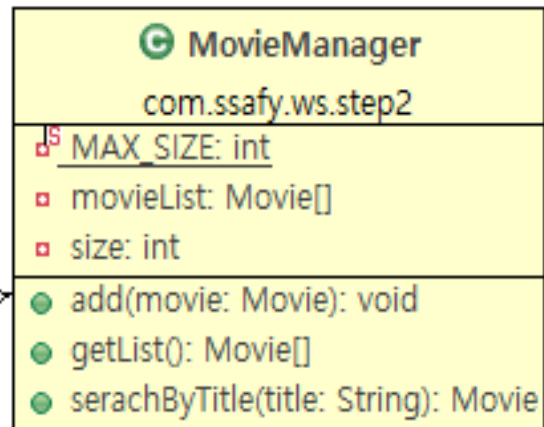 C MovieManager
com.ssafy.ws.step2
S MAX_SIZE: int
movieList: Movie[]
size: int
add(movie: Movie): void
getList(): Movie[]
serachByTitle(title: String): Movie